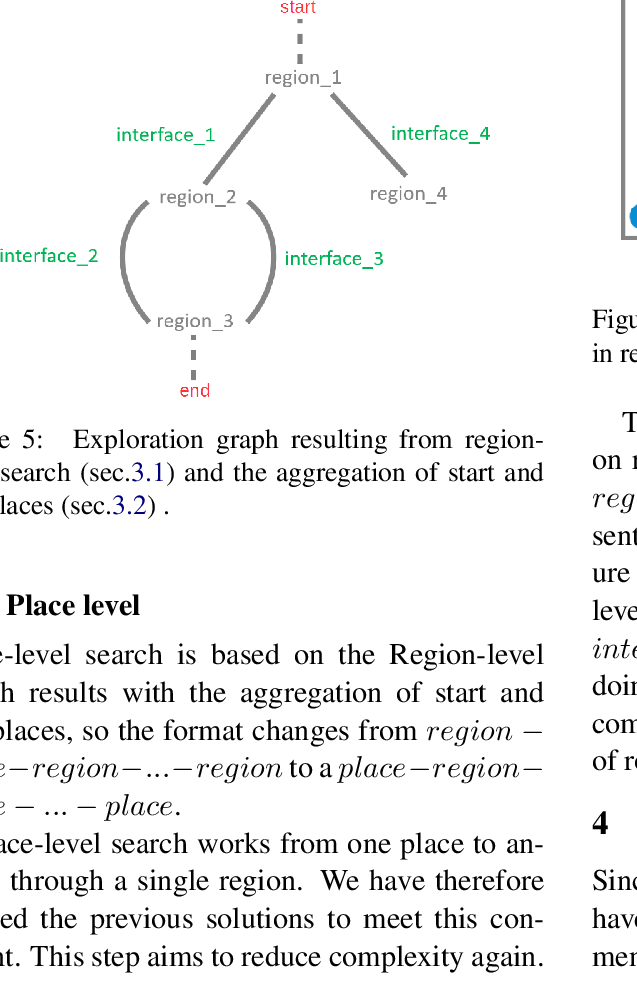 start
region_1
interface_1
interface_4
region_2
region_4
interface_2
interface_3
region_3
end
e 5: Exploration graph resulting from region-
search (sec.3.1) and the aggregation of start and
laces (sec.3.2) .
Place level
e-level search is based on the Region-level
h results with the aggregation of start and
places, so the format changes from region −
e−region−...−region to a place−region−
e − ... − place.
ace-level search works from one place to an-
through a single region. We have therefore
ed the previous solutions to meet this con-
nt. This step aims to reduce complexity again.
Figu
in re
T
on r
reg
sent
ure
leve
inte
doin
com
of re
4
Sinc
have
men